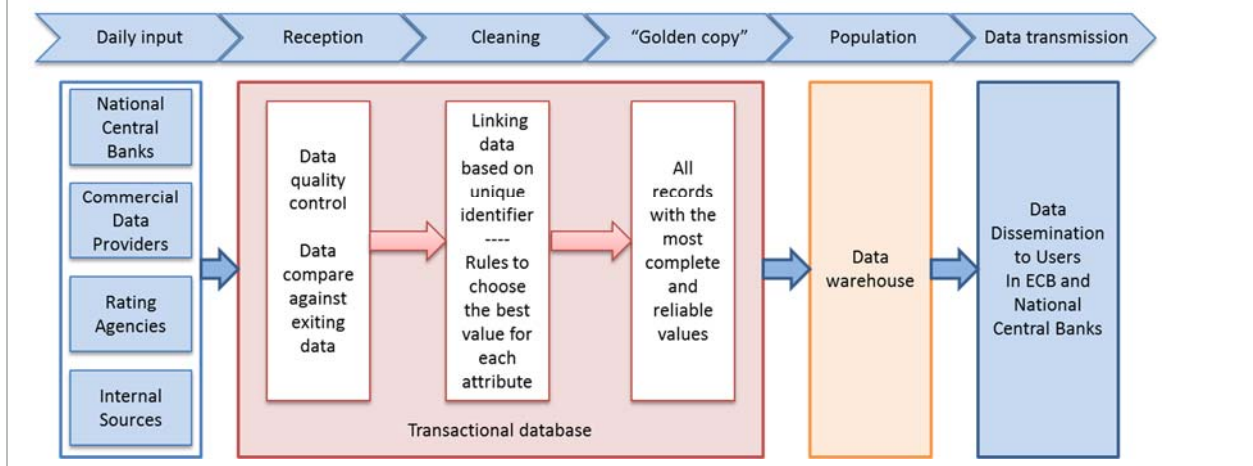 Daily input
Reception
Cleaning
“Golden copy”
Population
Data transmission
National
Central
Banks
Commercial
Data
Providers
Rating
Agencies
Internal
Sources
Data
quality
control
Data
compare
against
exiting
data
Linking
data
based on
unique
identifier
----
Rules to
choose
the best
value for
each
attribute
All
records
with the
most
complete
and
reliable
values
Transactional database
Data
warehouse
Data
Dissemination
to Users
In ECB and
National
Central Banks